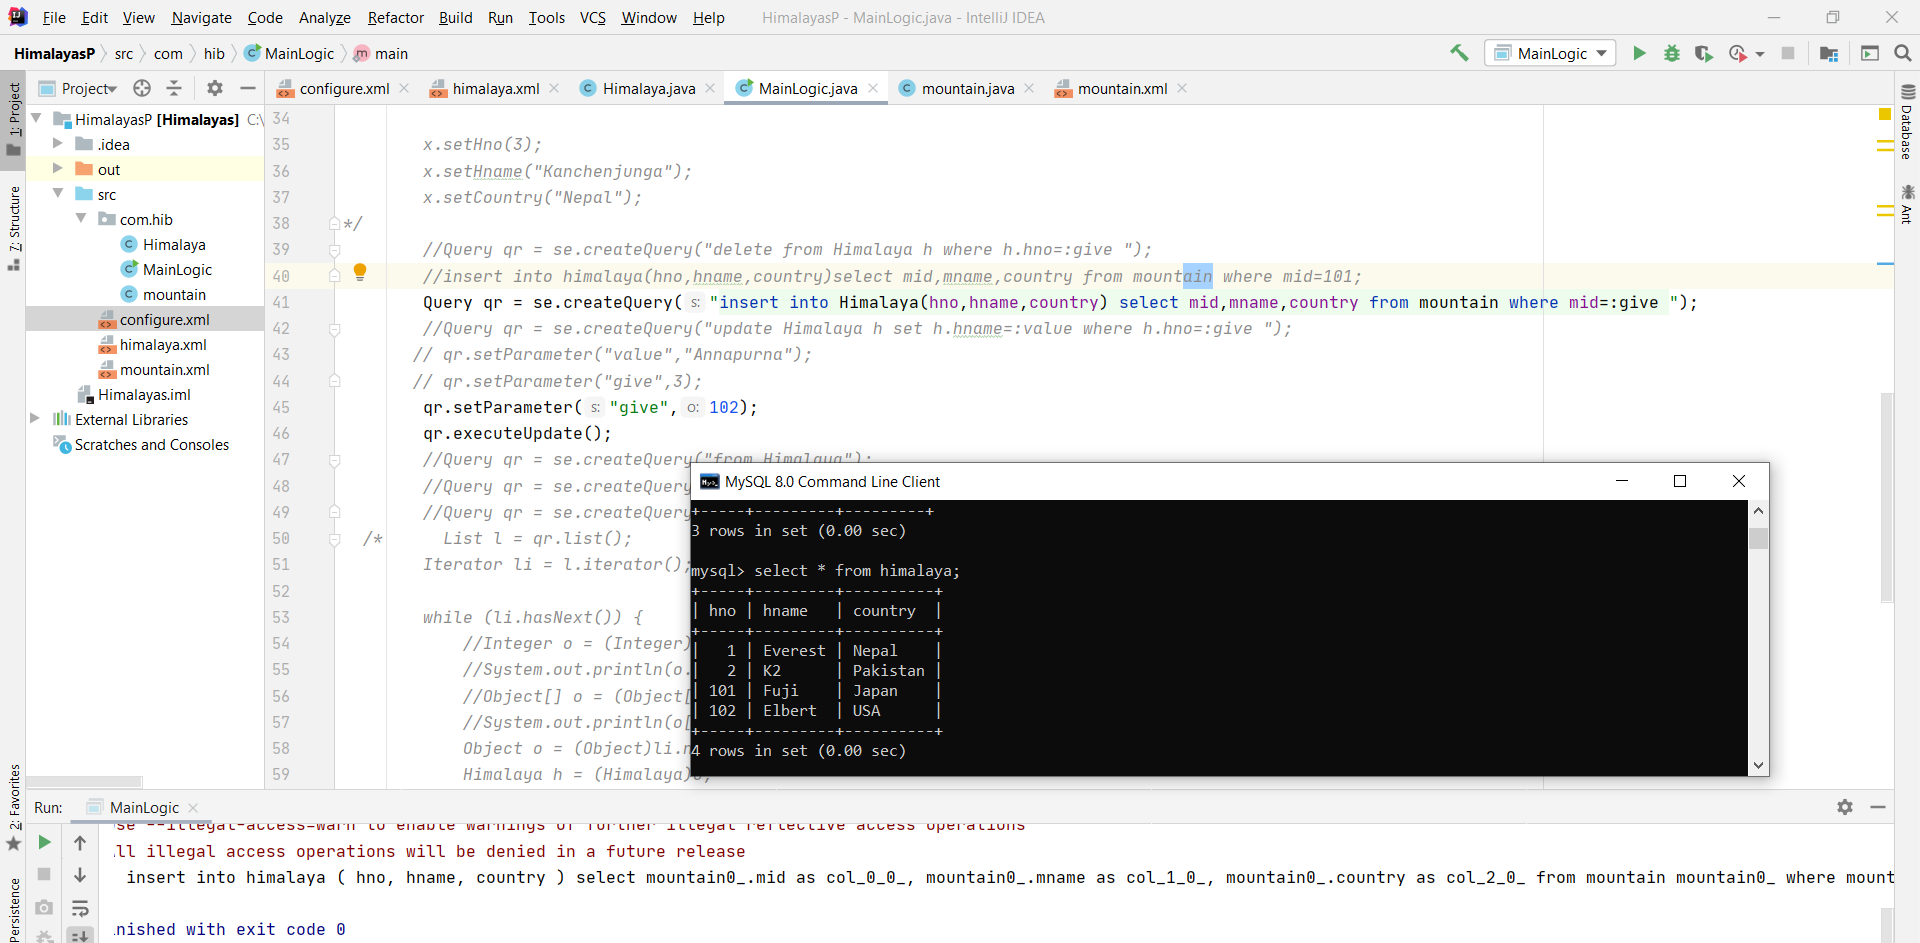 File Edit View Navigate Code Analyze Refactor Build Run Tools VCS Window Help HimalayasP - MainLogic.java - IntelliJ IDEA
HimalayasP src com hib MainLogic main MainLogic
Project configure.xml himalaya.xml Himalaya.java MainLogic.java mountain.java mountain.xml
1: Project
7: Structure
2: Favorites
Persistence
HimalayasP [Himalayas] C:\
.idea
out
src
com.hib
Himalaya
MainLogic
mountain
configure.xml
himalaya.xml
mountain.xml
Himalayas.iml
External Libraries
Scratches and Consoles
34
35 x.setHno(3);
36 x.setHname("Kanchenjunga");
37 x.setCountry("Nepal");
38 */
39 //Query qr = se.createQuery("delete from Himalaya h where h.hno=:give ");
40 //insert into himalaya(hno,hname,country)select mid,mname,country from mountain where mid=101;
41 Query qr = se.createQuery( s: "insert into Himalaya(hno,hname,country) select mid,mname,country from mountain where mid=:give ");
42 //Query qr = se.createQuery("update Himalaya h set h.hname=:value where h.hno=:give ");
43 // qr.setParameter("value","Annapurna");
44 // qr.setParameter("give",3);
45 qr.setParameter( s: "give", o: 102);
46 qr.executeUpdate();
47 //Query qr = se.createQuery("from Himalaya");
48 //Query qr = se.createQuery
49 //Query qr = se.createQuery
50 /* List l = qr.list();
51 Iterator li = l.iterator();
52
53 while (li.hasNext()) {
54 //Integer o = (Integer)
55 //System.out.println(o.
56 //Object[] o = (Object[
57 //System.out.println(o[
58 Object o = (Object)li.n
59 Himalaya h = (Himalaya)o;
Database
Ant
MySQL 8.0 Command Line Client
+-----+---------+---------+
3 rows in set (0.00 sec)
mysql> select * from himalaya;
+-----+---------+----------+
| hno | hname | country |
+-----+---------+----------+
| 1 | Everest | Nepal |
| 2 | K2 | Pakistan |
| 101 | Fuji | Japan |
| 102 | Elbert | USA |
+-----+---------+----------+
4 rows in set (0.00 sec)
Run: MainLogic
se --illegal-access=warn to enable warnings of further illegal reflective access operations
ll illegal access operations will be denied in a future release
insert into himalaya ( hno, hname, country ) select mountain0_.mid as col_0_0_, mountain0_.mname as col_1_0_, mountain0_.country as col_2_0_ from mountain mountain0_ where mount
nished with exit code 0